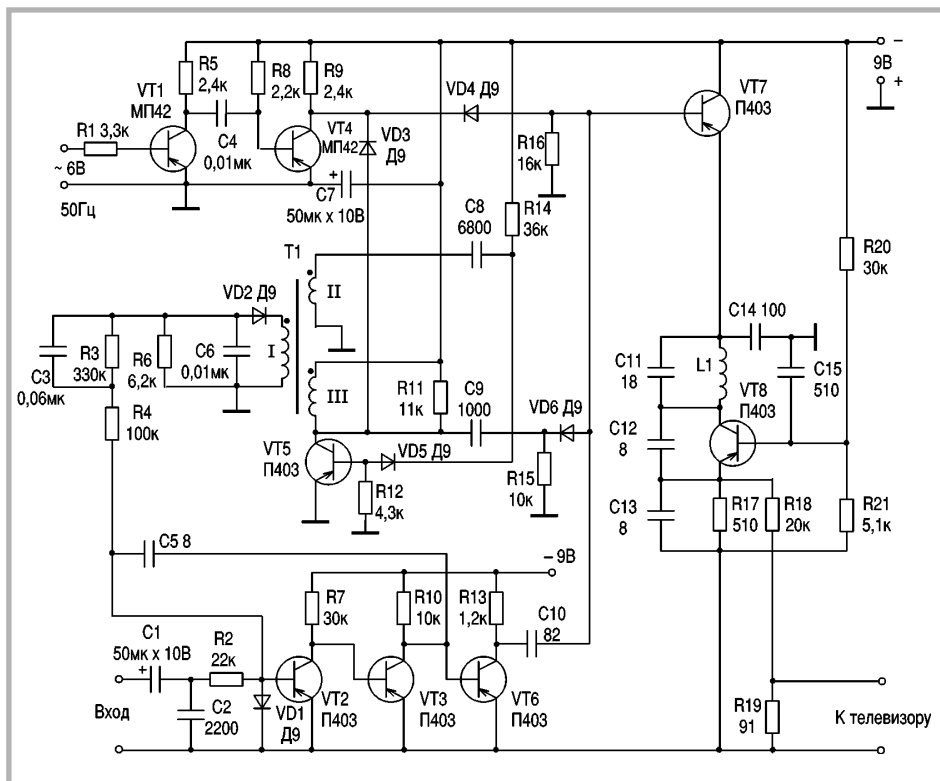 R5
2,4к
R8
2,2к
R9
2,4к
VT1
МП42
R1 3,3к
C4
0,01мк
VT4
МП42
VD3
Д9
VD4 Д9
R16
16к
VT7
П403
–
9В
+
~ 6В
50Гц
+
C7
50мк х 10В
C8
6800
R14
36к
R20
30к
T1
VD2 Д9
I
II
III
C3
0,06мк
R3
330к
R6
6,2к
C6
0,01мк
R4
100к
R11
11к
C9
1000
VD6 Д9
VT5
П403
VD5 Д9
R12
4,3к
R15
10к
C14 100
C11
18
L1
C15
510
VT8
П403
C12
8
C13
8
R17
510
R18
20к
R21
5,1к
C5 8
– 9В
R7
30к
R10
10к
R13
1,2к
C10
82
C1
50мк х 10В
+
R2
22к
Вход
C2
2200
VD1
Д9
VT2
П403
VT3
П403
VT6
П403
R19
91
К телевизору